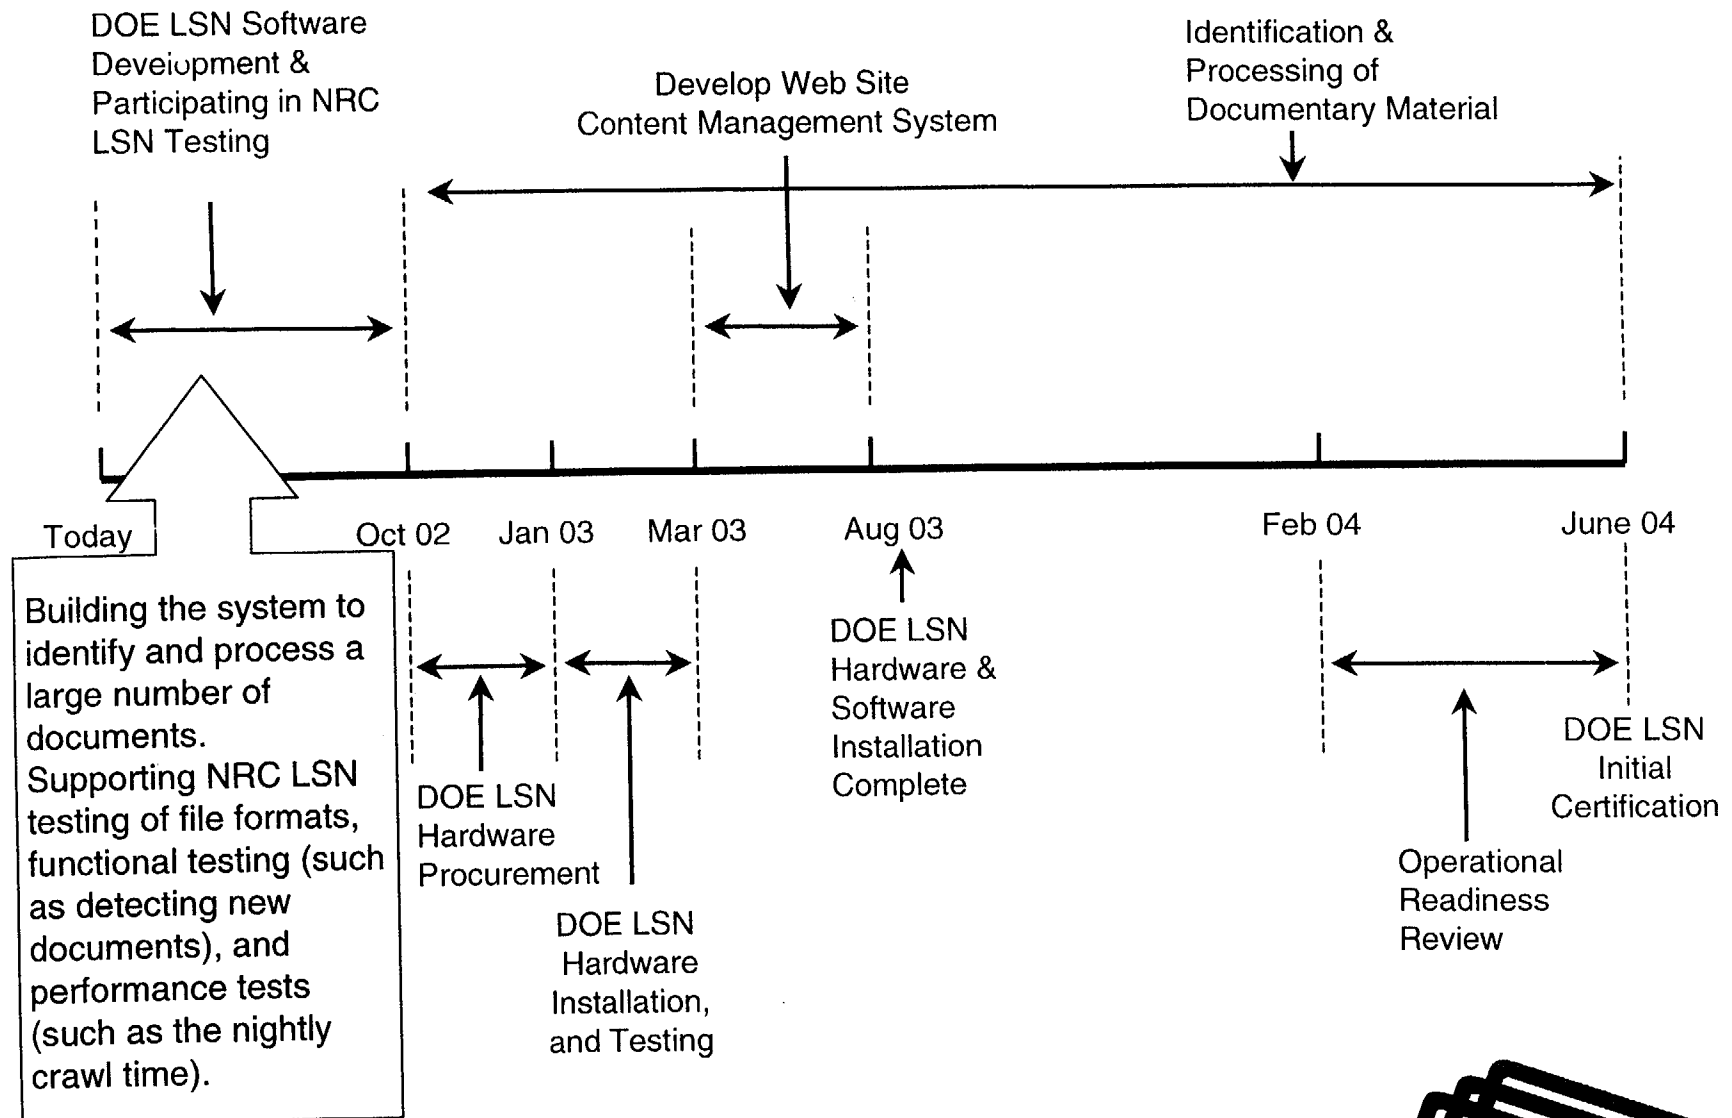 DOE LSN Software
Development &
Participating in NRC
LSN Testing
Develop Web Site
Content Management System
Identification &
Processing of
Documentary Material
Today
Oct 02
Jan 03
Mar 03
Aug 03
Feb 04
June 04
Building the system to
identify and process a
large number of
documents.
Supporting NRC LSN
testing of file formats,
functional testing (such
as detecting new
documents), and
performance tests
(such as the nightly
crawl time).
DOE LSN
Hardware
Procurement
DOE LSN
Hardware
Installation,
and Testing
DOE LSN
Hardware &
Software
Installation
Complete
Operational
Readiness
Review
DOE LSN
Initial
Certification